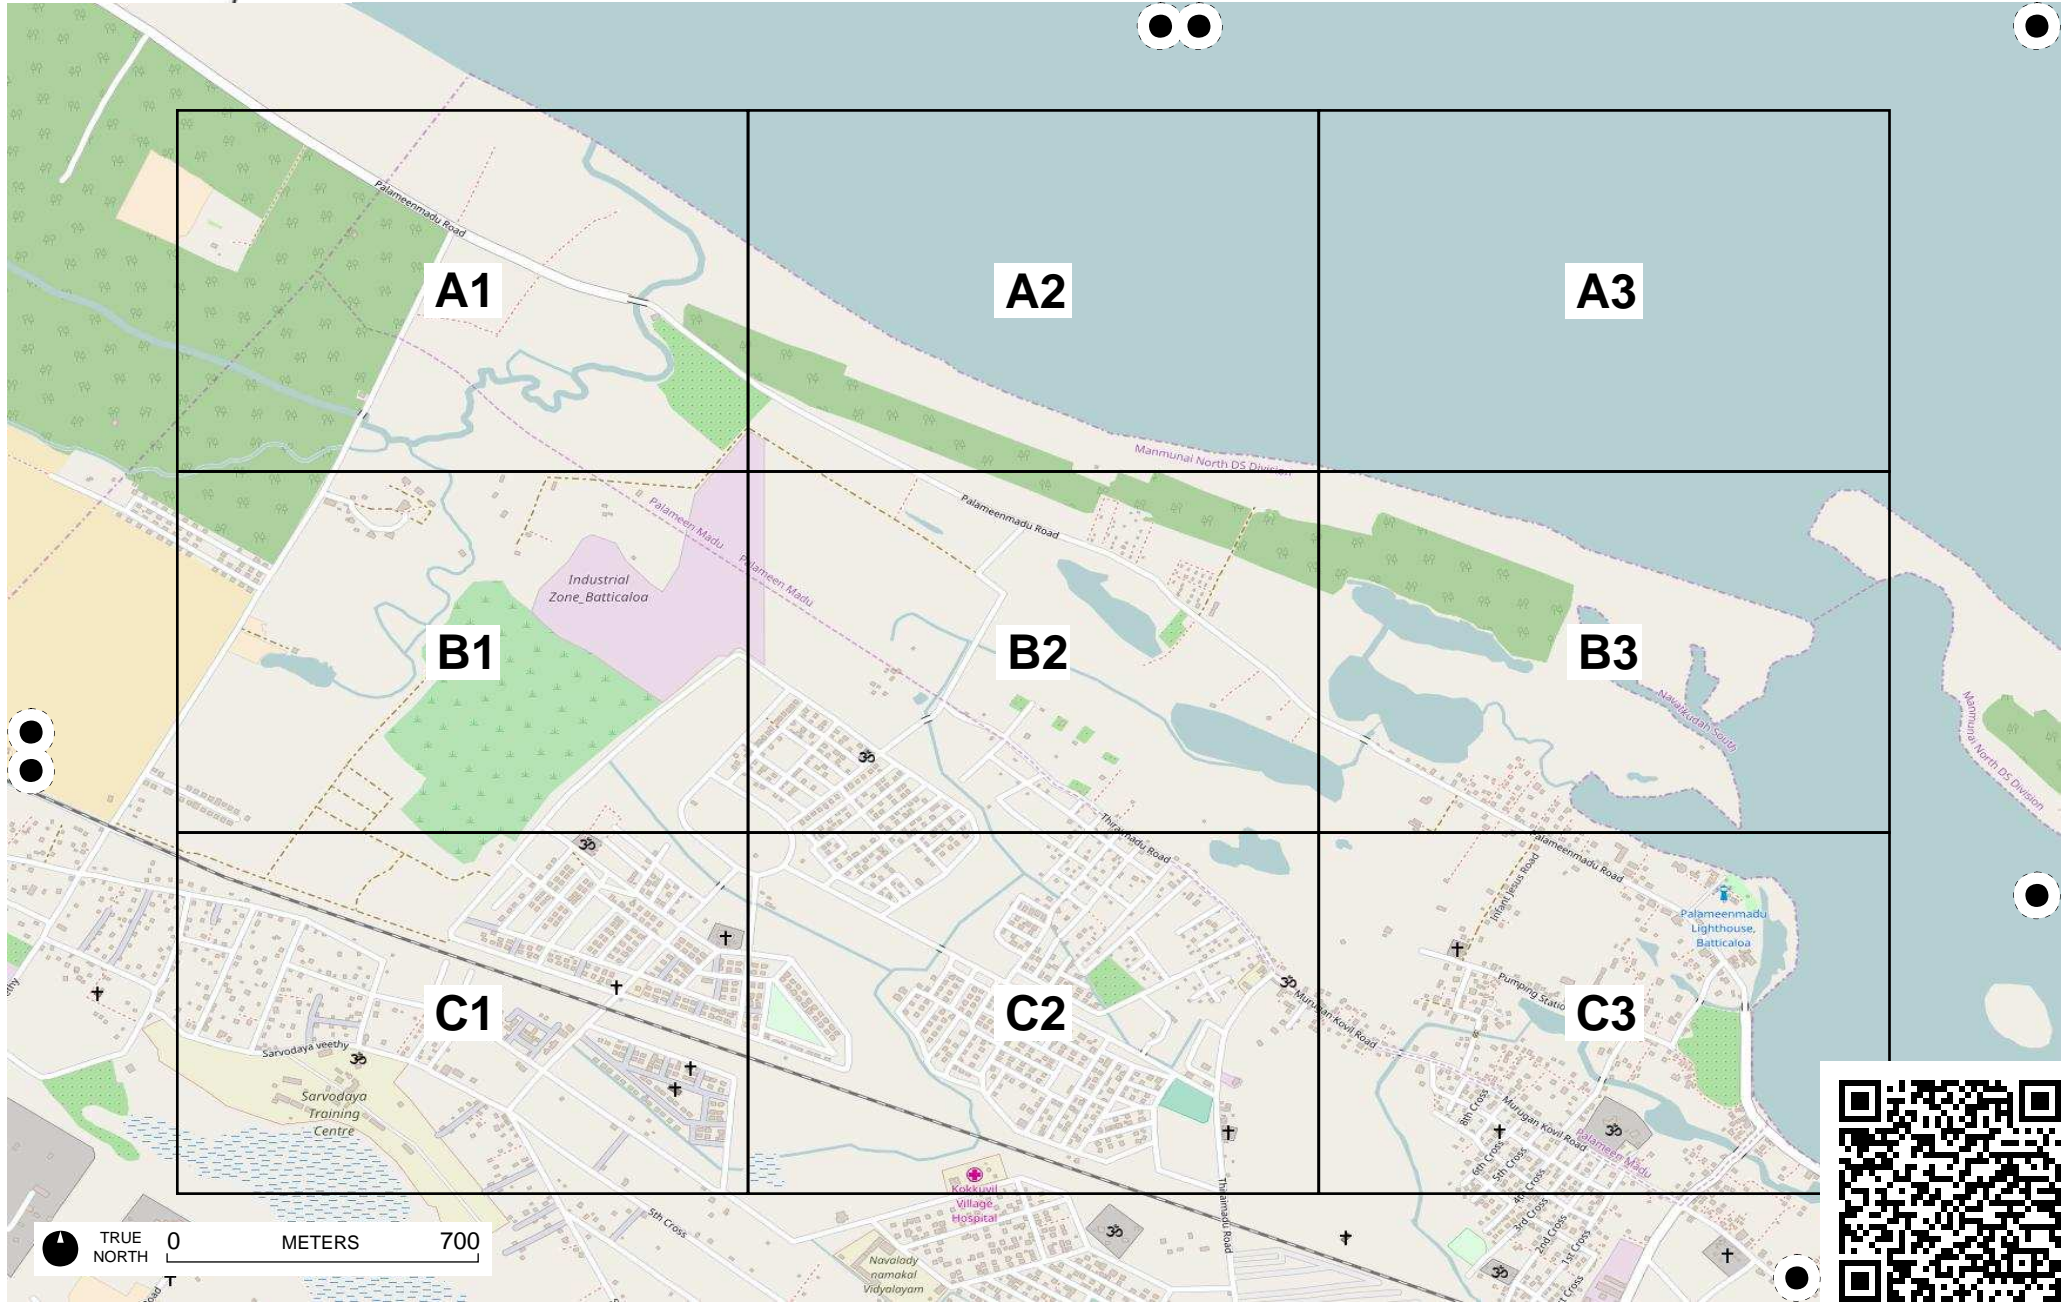 Palameenmadu Road
A1
A2
A3
Manmunai North DS Division
Palameen Madu
Palameen Madu
Palameenmadu Road
Industrial
Zone_Batticaloa
B1
B2
B3
Navatkudah South
Manmunai North DS Division
Thiraimadu Road
Palameenmadu Road
Infant Jesus Road
Palameenmadu
Lighthouse,
Batticaloa
Pumping Statio
Murugan Kovil Road
C1
C2
C3
Sarvodaya veethy
Sarvodaya
Training
Centre
8th Cross
Murugan Kovil Road
Palameen Madu
6th Cross
5th Cross
4th Cross
3rd Cross
2nd Cross
1st Cross
Kokkuvil
Village
Hospital
Thiraimadu Road
5th Cross
Navalady
namakal
Vidyalayam
TRUE
NORTH
0 METERS 700